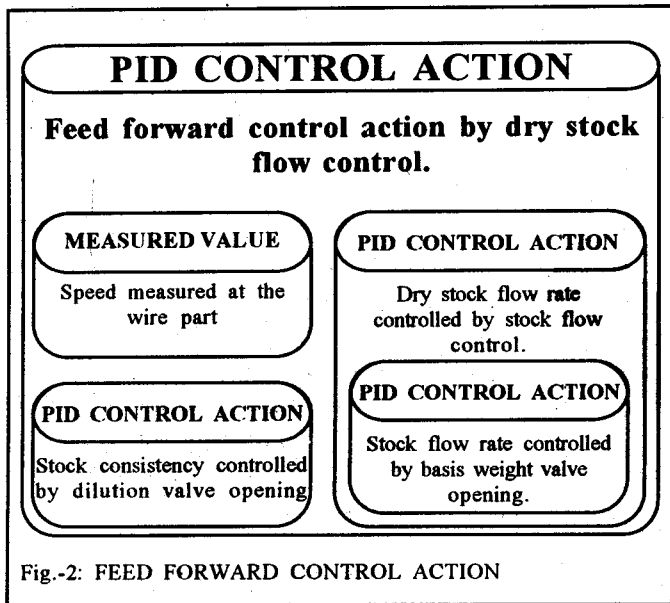 PID CONTROL ACTION
Feed forward control action by dry stock
flow control.
MEASURED VALUE
Speed measured at the
wire part
PID CONTROL ACTION
Stock consistency controlled
by dilution valve opening
PID CONTROL ACTION
Dry stock flow rate
controlled by stock flow
control.
PID CONTROL ACTION
Stock flow rate controlled
by basis weight valve
opening.
Fig.-2: FEED FORWARD CONTROL ACTION